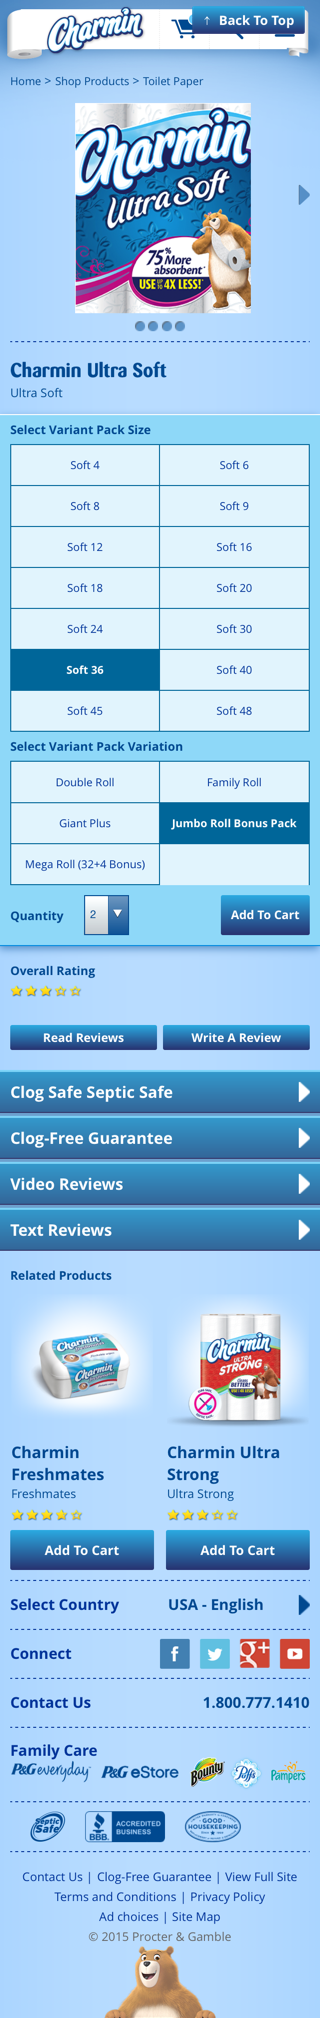 Charmin
↑ Back To Top
Home > Shop Products > Toilet Paper
Charmin
Ultra Soft
75% More
absorbent*
USE UP TO 4X LESS!*
Charmin Ultra Soft
Ultra Soft
Select Variant Pack Size
Soft 4 Soft 6
Soft 8 Soft 9
Soft 12 Soft 16
Soft 18 Soft 20
Soft 24 Soft 30
Soft 36 Soft 40
Soft 45 Soft 48
Select Variant Pack Variation
Double Roll Family Roll
Giant Plus Jumbo Roll Bonus Pack
Mega Roll (32+4 Bonus)
Quantity 2 Add To Cart
Overall Rating
Read Reviews Write A Review
Clog Safe Septic Safe
Clog-Free Guarantee
Video Reviews
Text Reviews
Related Products
Charmin
Charmin
Charmin
ULTRA
STRONG
Charmin Freshmates Charmin Ultra Strong
Freshmates Ultra Strong
Add To Cart Add To Cart
Select Country USA - English
Connect f g+
Contact Us 1.800.777.1410
Family Care
P&G everyday P&G eStore Bounty Puffs Pampers
Septic Safe BBB. ACCREDITED BUSINESS GOOD HOUSEKEEPING
Contact Us | Clog-Free Guarantee | View Full Site
Terms and Conditions | Privacy Policy
Ad choices | Site Map
© 2015 Procter & Gamble